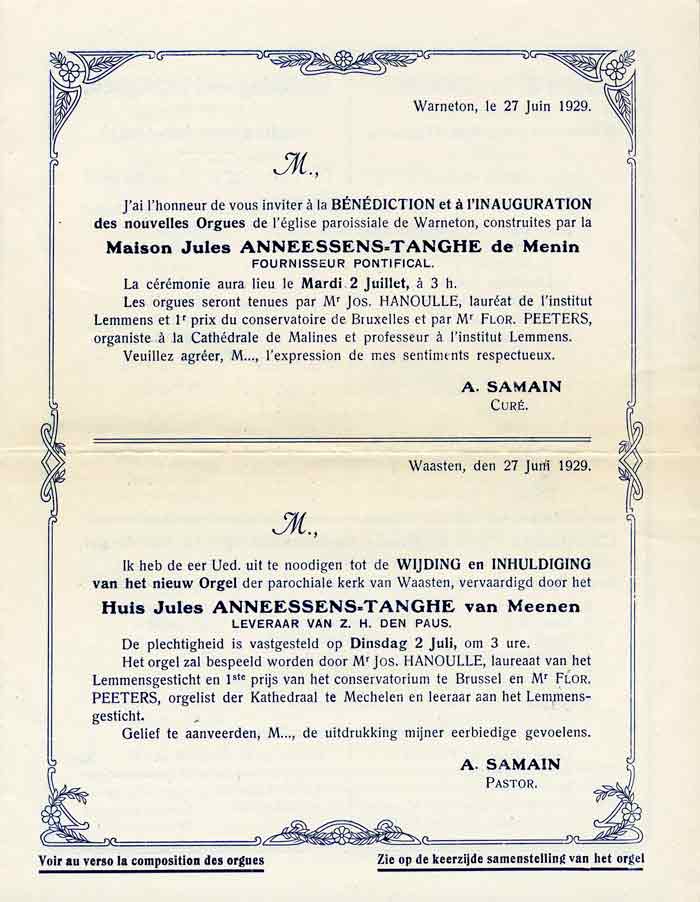 Warneton, le 27 Juin 1929.
M.,
J'ai l'honneur de vous inviter à la BÉNÉDICTION et à l'INAUGURATION
des nouvelles Orgues de l'église paroissiale de Warneton, construites par la
Maison Jules ANNEESSENS=TANGHE de Menin
FOURNISSEUR PONTIFICAL.
La cérémonie aura lieu le Mardi 2 Juillet, à 3 h.
Les orgues seront tenues par Mr Jos. HANOULLE, lauréat de l'institut
Lemmens et 1r prix du conservatoire de Bruxelles et par Mr FLOR. PEETERS,
organiste à la Cathédrale de Malines et professeur à l'institut Lemmens.
Veuillez agréer, M..., l'expression de mes sentiments respectueux.
A. SAMAIN
CURÉ.
Waasten, den 27 Juni 1929.
M.,
Ik heb de eer Ued. uit te noodigen tot de WIJDING en INHULDIGING
van het nieuw Orgel der parochiale kerk van Waasten, vervaardigd door het
Huis Jules ANNEESSENS=TANGHE van Meenen
LEVERAAR VAN Z. H. DEN PAUS.
De plechtigheid is vastgesteld op Dinsdag 2 Juli, om 3 ure.
Het orgel zal bespeeld worden door Mr Jos. HANOULLE, laureaat van het
Lemmensgesticht en 1ste prijs van het conservatorium te Brussel en Mr FLOR.
PEETERS, orgelist der Kathedraal te Mechelen en leeraar aan het Lemmens-
gesticht.
Gelief te aanveerden, M..., de uitdrukking mijner eerbiedige gevoelens.
A. SAMAIN
PASTOR.
Voir au verso la composition des orgues
Zie op de keerzijde samenstelling van het orgel